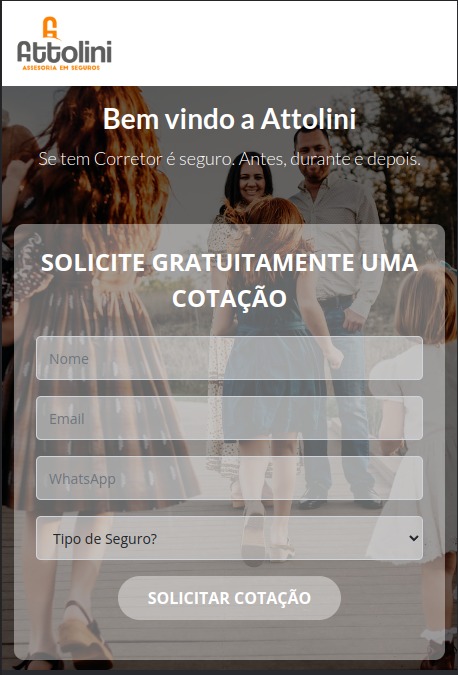 Attolini
ASSESSORIA EM SEGUROS
Bem vindo a Attolini
Se tem Corretor é seguro. Antes, durante e depois.
SOLICITE GRATUITAMENTE UMA
COTAÇÃO
Nome
Email
WhatsApp
Tipo de Seguro?
SOLICITAR COTAÇÃO